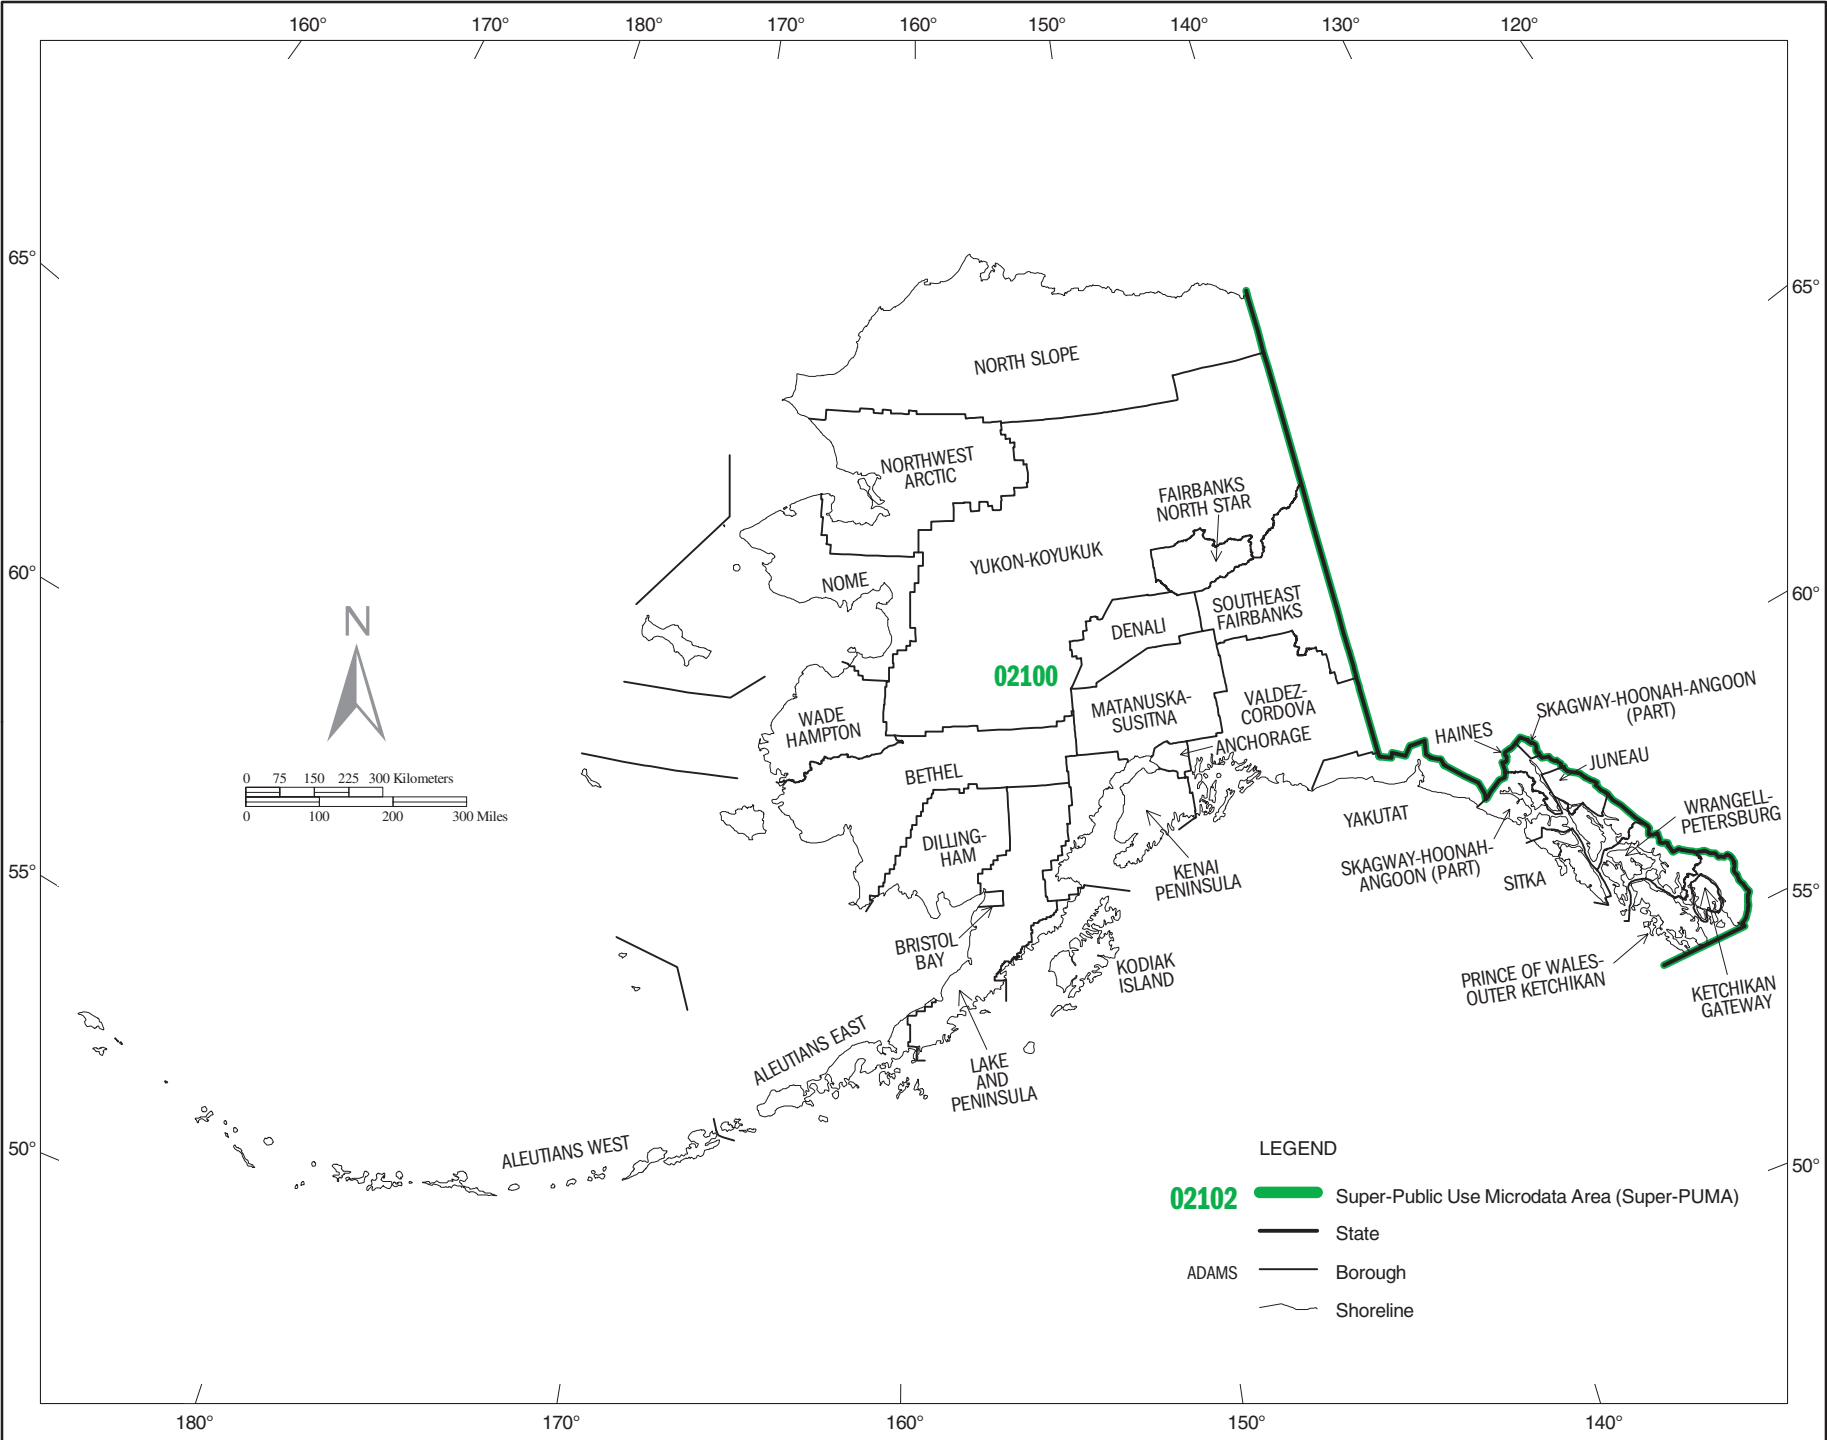 160° 170° 180° 170° 160° 150° 140° 130° 120°
65°
65°
NORTH SLOPE
NORTHWEST
ARCTIC
FAIRBANKS
NORTH STAR
YUKON-KOYUKUK
60°
60°
NOME
SOUTHEAST
FAIRBANKS
DENALI
N
02100
MATANUSKA-
SUSITNA
VALDEZ-
CORDOVA
SKAGWAY-HOONAH-ANGOON
(PART)
WADE
HAMPTON
HAINES
ANCHORAGE
JUNEAU
BETHEL
0 75 150 225 300 Kilometers
0 100 200 300 Miles
YAKUTAT
WRANGELL-
PETERSBURG
DILLING-
HAM
KENAI
PENINSULA
SKAGWAY-HOONAH-
ANGOON (PART)
SITKA
55°
55°
BRISTOL
BAY
KODIAK
ISLAND
PRINCE OF WALES-
OUTER KETCHIKAN
KETCHIKAN
GATEWAY
ALEUTIANS EAST
LAKE
AND
PENINSULA
50°
ALEUTIANS WEST
50°
LEGEND
02102 Super-Public Use Microdata Area (Super-PUMA)
State
ADAMS Borough
Shoreline
180° 170° 160° 150° 140°